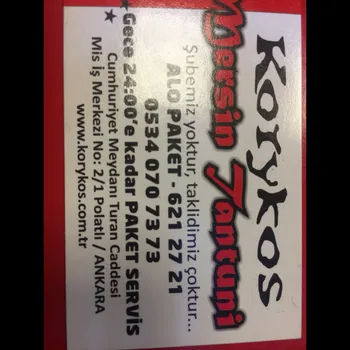 Korykos
Mersin Tantuni
Şubemiz yoktur, taklidimiz çoktur...
ALO PAKET - 621 27 21
0534 070 73 73
★ Gece 24:00'e kadar PAKET SERVİS ★
Cumhuriyet Meydanı Turan Caddesi
Mis İş Merkezi No: 2/1 Polatlı / ANKARA
www.korykos.com.tr